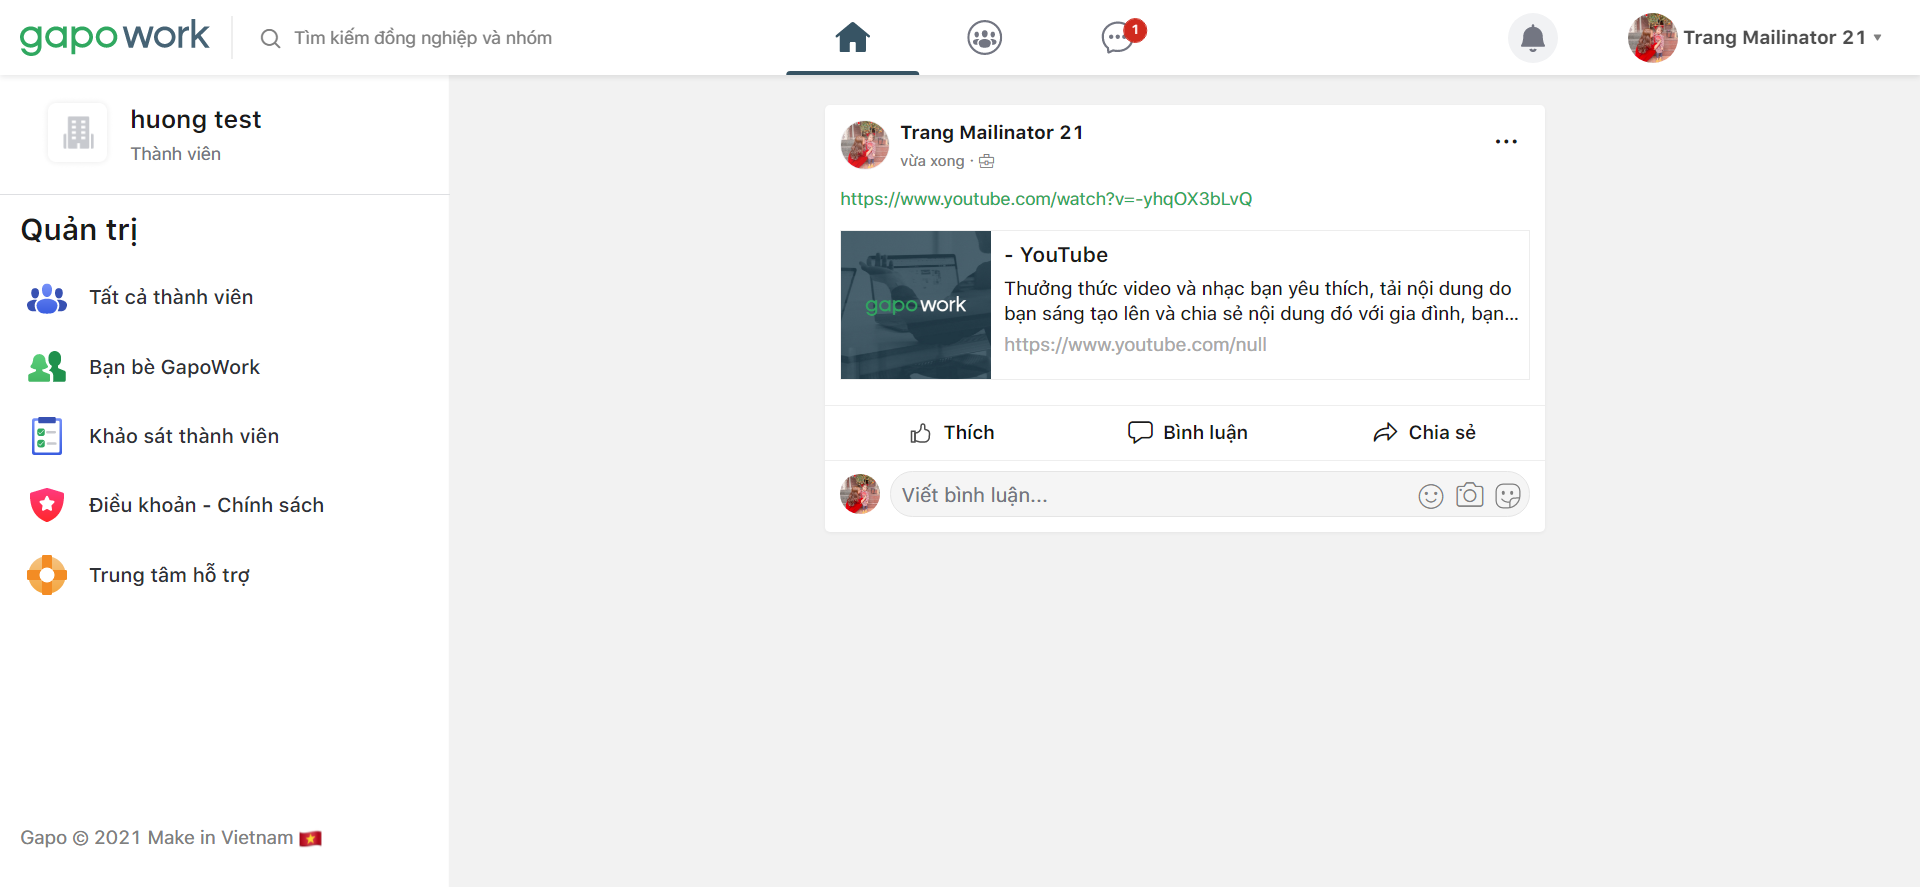 gapowork
Tìm kiếm đồng nghiệp và nhóm
1
Trang Mailinator 21
huong test
Thành viên
Quản trị
Tất cả thành viên
Bạn bè GapoWork
Khảo sát thành viên
Điều khoản - Chính sách
Trung tâm hỗ trợ
Gapo © 2021 Make in Vietnam
Trang Mailinator 21
vừa xong ·
https://www.youtube.com/watch?v=-yhqOX3bLvQ
gapowork
- YouTube
Thưởng thức video và nhạc bạn yêu thích, tải nội dung do
bạn sáng tạo lên và chia sẻ nội dung đó với gia đình, bạn...
https://www.youtube.com/null
Thích
Bình luận
Chia sẻ
Viết bình luận...